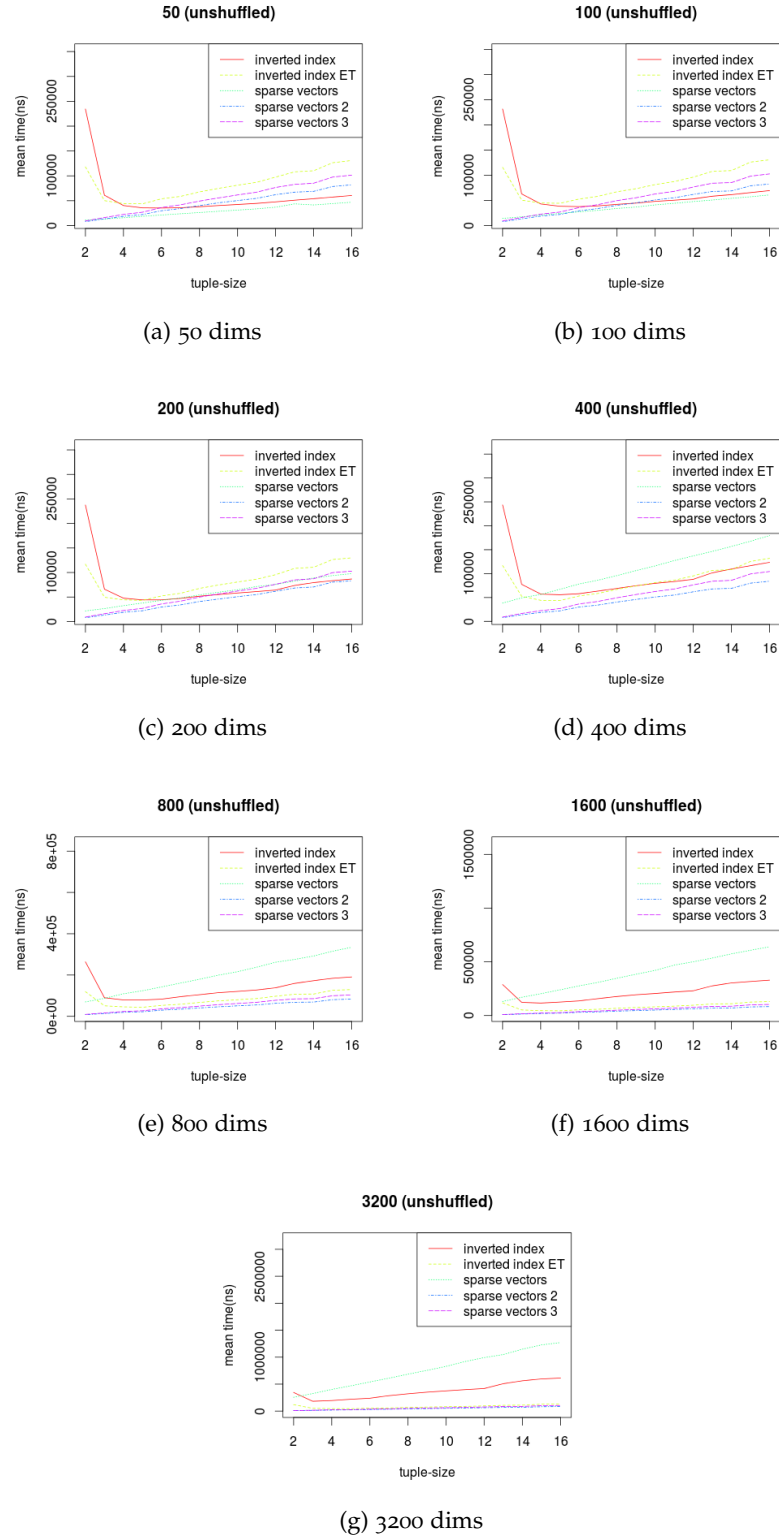 50 (unshuffled)
mean time(ns)
0
100000
250000
inverted index
inverted index ET
sparse vectors
sparse vectors 2
sparse vectors 3
2 4 6 8 10 12 14 16
tuple-size
(a) 50 dims
100 (unshuffled)
mean time(ns)
0
100000
250000
inverted index
inverted index ET
sparse vectors
sparse vectors 2
sparse vectors 3
2 4 6 8 10 12 14 16
tuple-size
(b) 100 dims
200 (unshuffled)
mean time(ns)
0
100000
250000
inverted index
inverted index ET
sparse vectors
sparse vectors 2
sparse vectors 3
2 4 6 8 10 12 14 16
tuple-size
(c) 200 dims
400 (unshuffled)
mean time(ns)
0
100000
250000
inverted index
inverted index ET
sparse vectors
sparse vectors 2
sparse vectors 3
2 4 6 8 10 12 14 16
tuple-size
(d) 400 dims
800 (unshuffled)
mean time(ns)
0e+00
4e+05
8e+05
inverted index
inverted index ET
sparse vectors
sparse vectors 2
sparse vectors 3
2 4 6 8 10 12 14 16
tuple-size
(e) 800 dims
1600 (unshuffled)
mean time(ns)
0
500000
1500000
inverted index
inverted index ET
sparse vectors
sparse vectors 2
sparse vectors 3
2 4 6 8 10 12 14 16
tuple-size
(f) 1600 dims
3200 (unshuffled)
mean time(ns)
0
1000000
2500000
inverted index
inverted index ET
sparse vectors
sparse vectors 2
sparse vectors 3
2 4 6 8 10 12 14 16
tuple-size
(g) 3200 dims